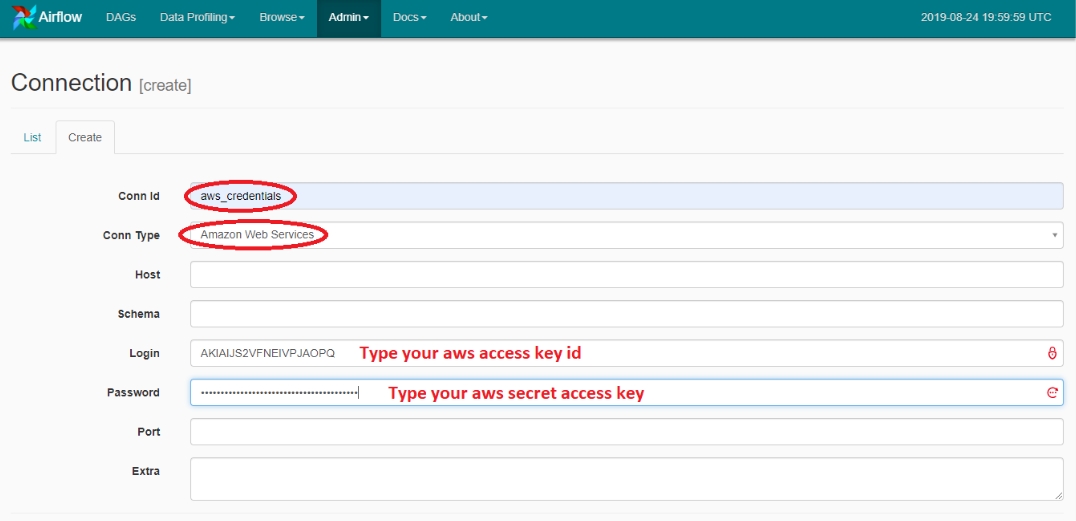 Airflow DAGs Data Profiling Browse Admin Docs About 2019-08-24 19:59:59 UTC
Connection [create]
List Create
Conn Id aws_credentials
Conn Type Amazon Web Services
Host
Schema
Login AKIAIJS2VFNEIVPJAOPQ Type your aws access key id
Password Type your aws secret access key
Port
Extra